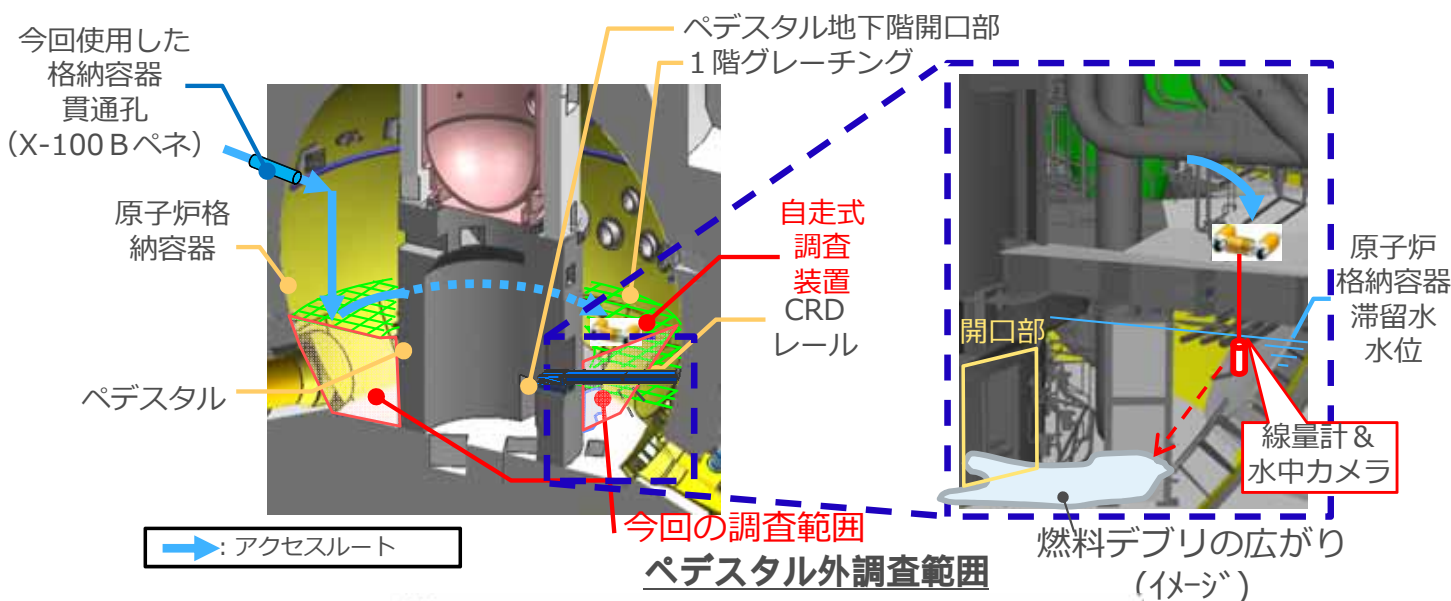 今回使用した
格納容器
貫通孔
（X-100Ｂペネ）
原子炉格
納容器
ペデスタル
ペデスタル地下階開口部
１階グレーチング
自走式
調査
装置
CRD
レール
今回の調査範囲
：アクセスルート
ペデスタル外調査範囲
開口部
原子炉
格納容器
滞留水
水位
線量計＆
水中カメラ
燃料デブリの広がり
（ｲﾒｰｼﾞ）